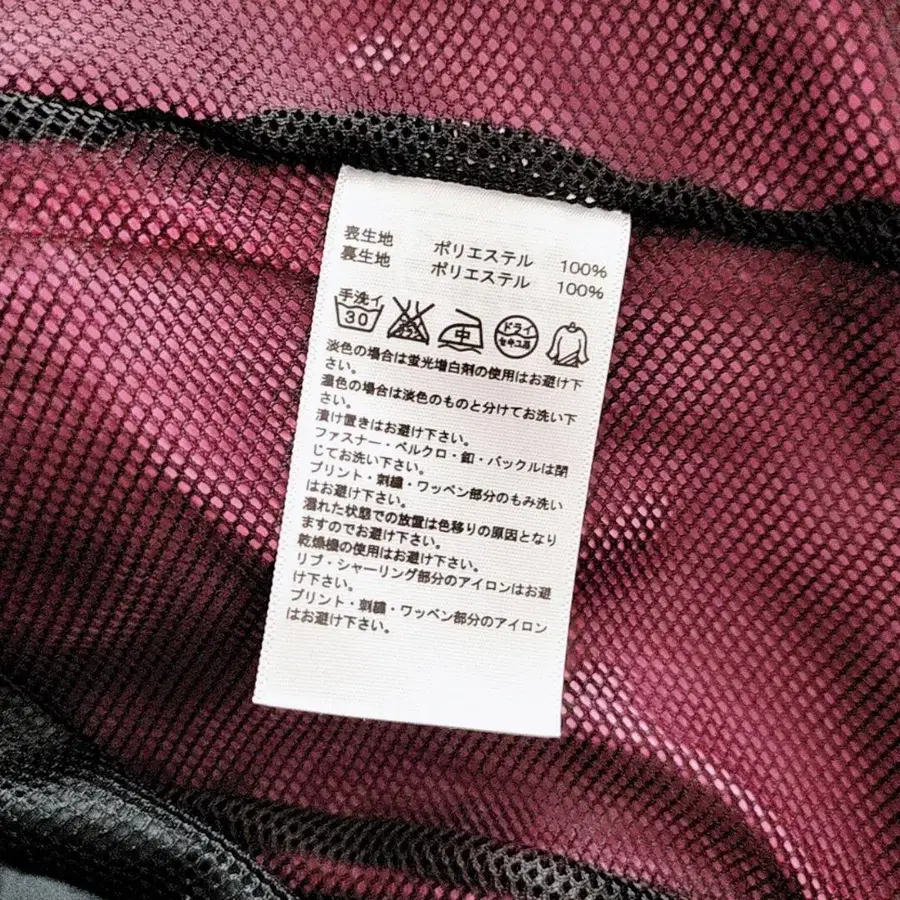 表生地 ポリエステル 100%
裏生地 ポリエステル 100%
手洗イ
30
中
ドライ
セキユ系
淡色の場合は蛍光増白剤の使用はお避け下
さい。
濃色の場合は淡色のものと分けてお洗い下
さい。
漬け置きはお避け下さい。
ファスナー・ベルクロ・釦・バックルは閉
じてお洗い下さい。
プリント・刺繍・ワッペン部分のもみ洗い
はお避け下さい。
濡れた状態での放置は色移りの原因となり
ますのでお避け下さい。
乾燥機の使用はお避け下さい。
リブ・シャーリング部分のアイロンはお避
け下さい。
プリント・刺繍・ワッペン部分のアイロン
はお避け下さい。